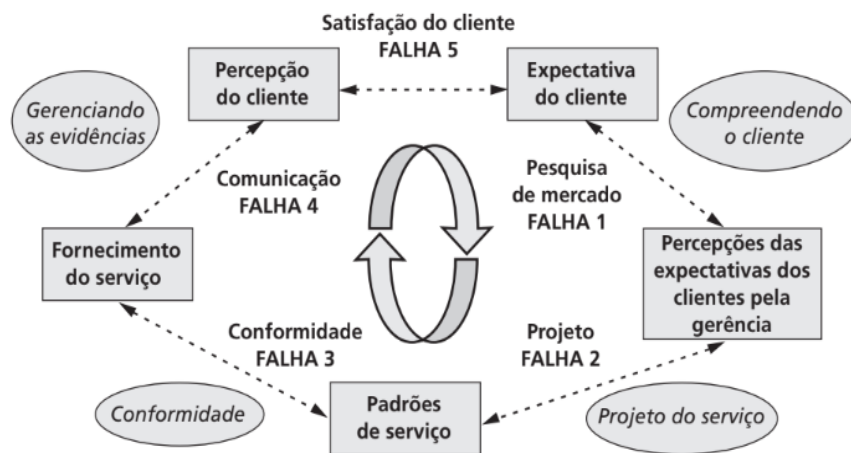 Satisfação do cliente
FALHA 5
Percepção
do cliente
Expectativa
do cliente
Gerenciando
as evidências
Compreendendo
o cliente
Comunicação
FALHA 4
Pesquisa
de mercado
FALHA 1
Fornecimento
do serviço
Percepções das
expectativas dos
clientes pela
gerência
Conformidade
FALHA 3
Projeto
FALHA 2
Conformidade
Padrões
de serviço
Projeto do serviço